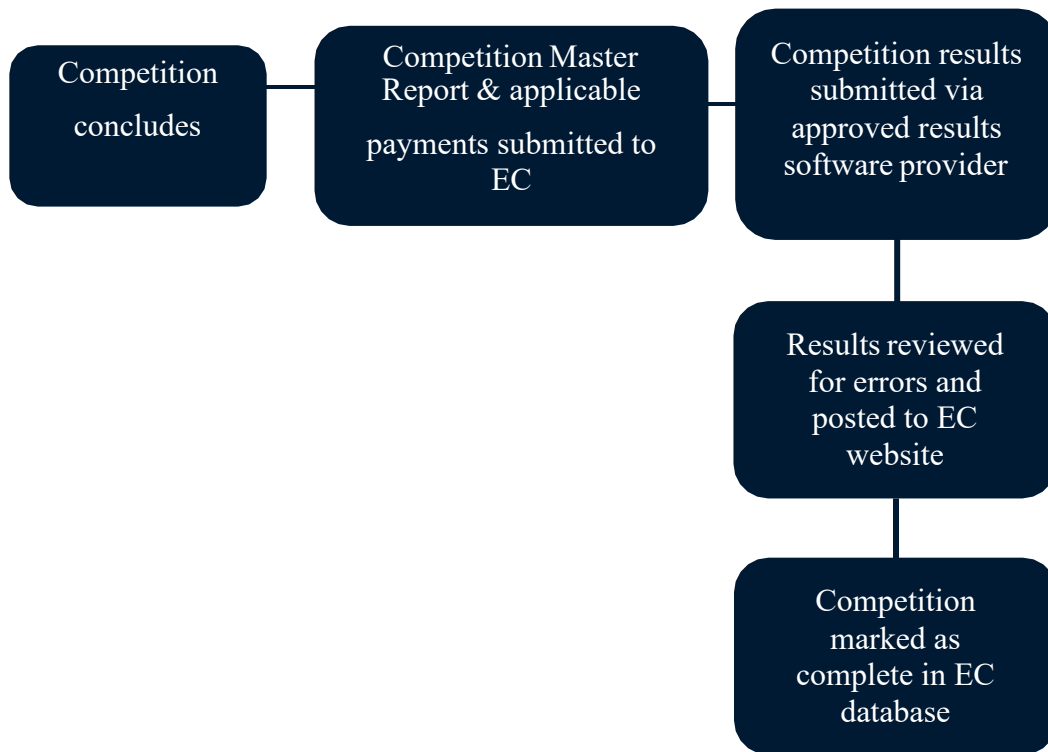 Competition
concludes
Competition Master
Report & applicable
payments submitted to
EC
Competition results
submitted via
approved results
software provider
Results reviewed
for errors and
posted to EC
website
Competition
marked as
complete in EC
database